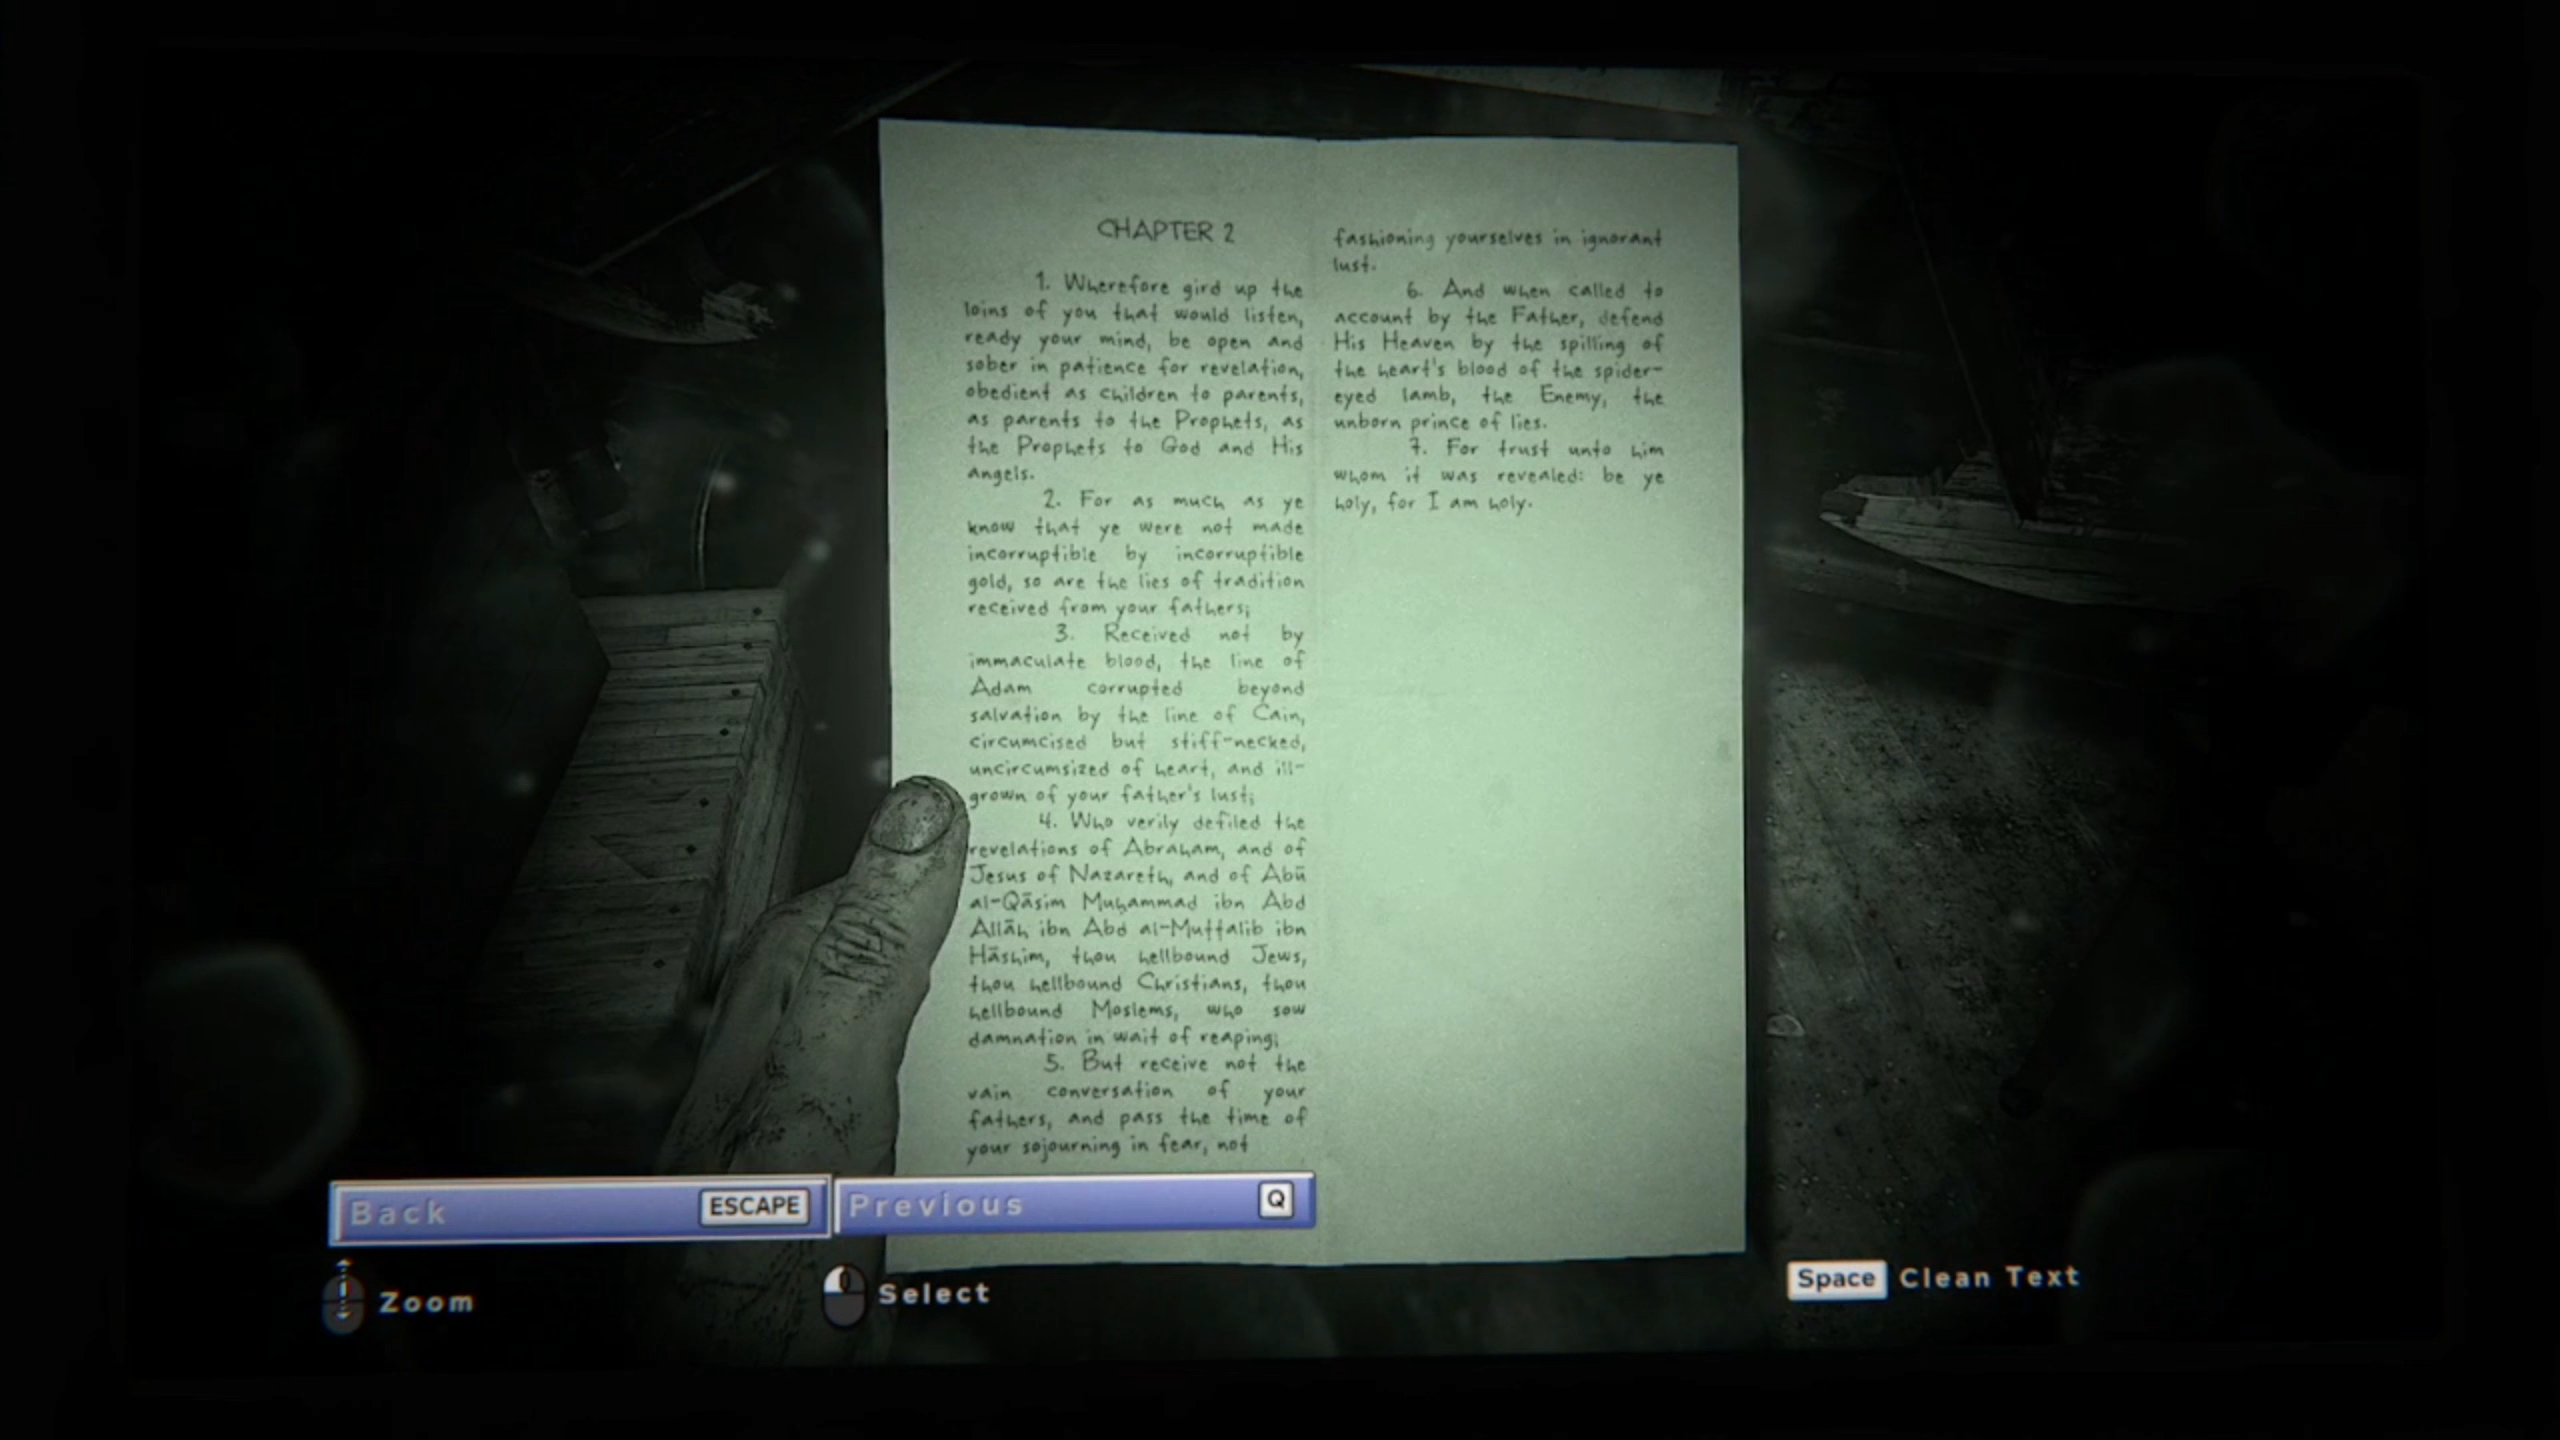 CHAPTER 2
1. Wherefore gird up the
loins of you that would listen,
ready your mind, be open and
sober in patience for revelation,
obedient as children to parents,
as parents to the Prophets, as
the Prophets to God and His
angels.
2. For as much as ye
know that ye were not made
incorruptible by incorruptible
gold, so are the lies of tradition
received from your fathers;
3. Received not by
immaculate blood, the line of
Adam corrupted beyond
salvation by the line of Cain,
circumcised but stiff-necked,
uncircumsized of heart, and ill-
grown of your father's lust;
4. Who verily defiled the
revelations of Abraham, and of
Jesus of Nazareth, and of Abū
al-Qāsim Muḥammad ibn Abd
Allāh ibn Abd al-Muṭṭalib ibn
Hāshim, thou hellbound Jews,
thou hellbound Christians, thou
hellbound Moslems, who sow
damnation in wait of reaping;
5. But receive not the
vain conversation of your
fathers, and pass the time of
your sojourning in fear, not
fashioning yourselves in ignorant
lust.
6. And when called to
account by the Father, defend
His Heaven by the spilling of
the heart's blood of the spider-
eyed lamb, the Enemy, the
unborn prince of lies.
7. For trust unto him
whom it was revealed: be ye
holy, for I am holy.
Back ESCAPE
Previous Q
Zoom
Select
Space Clean Text